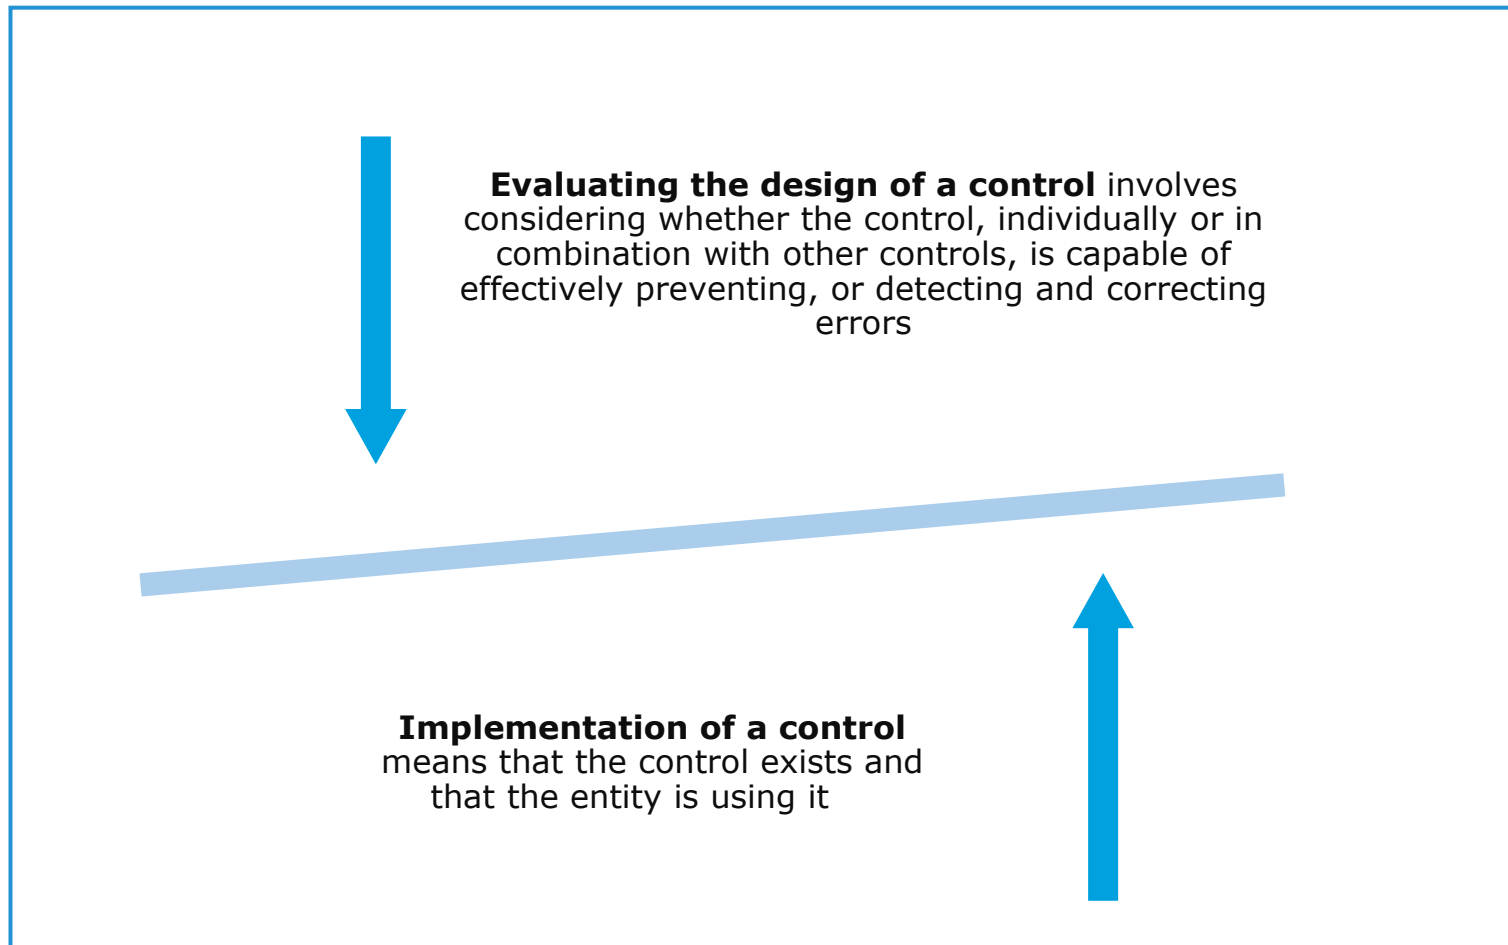 Evaluating the design of a control involves
considering whether the control, individually or in
combination with other controls, is capable of
effectively preventing, or detecting and correcting
errors
Implementation of a control
means that the control exists and
that the entity is using it